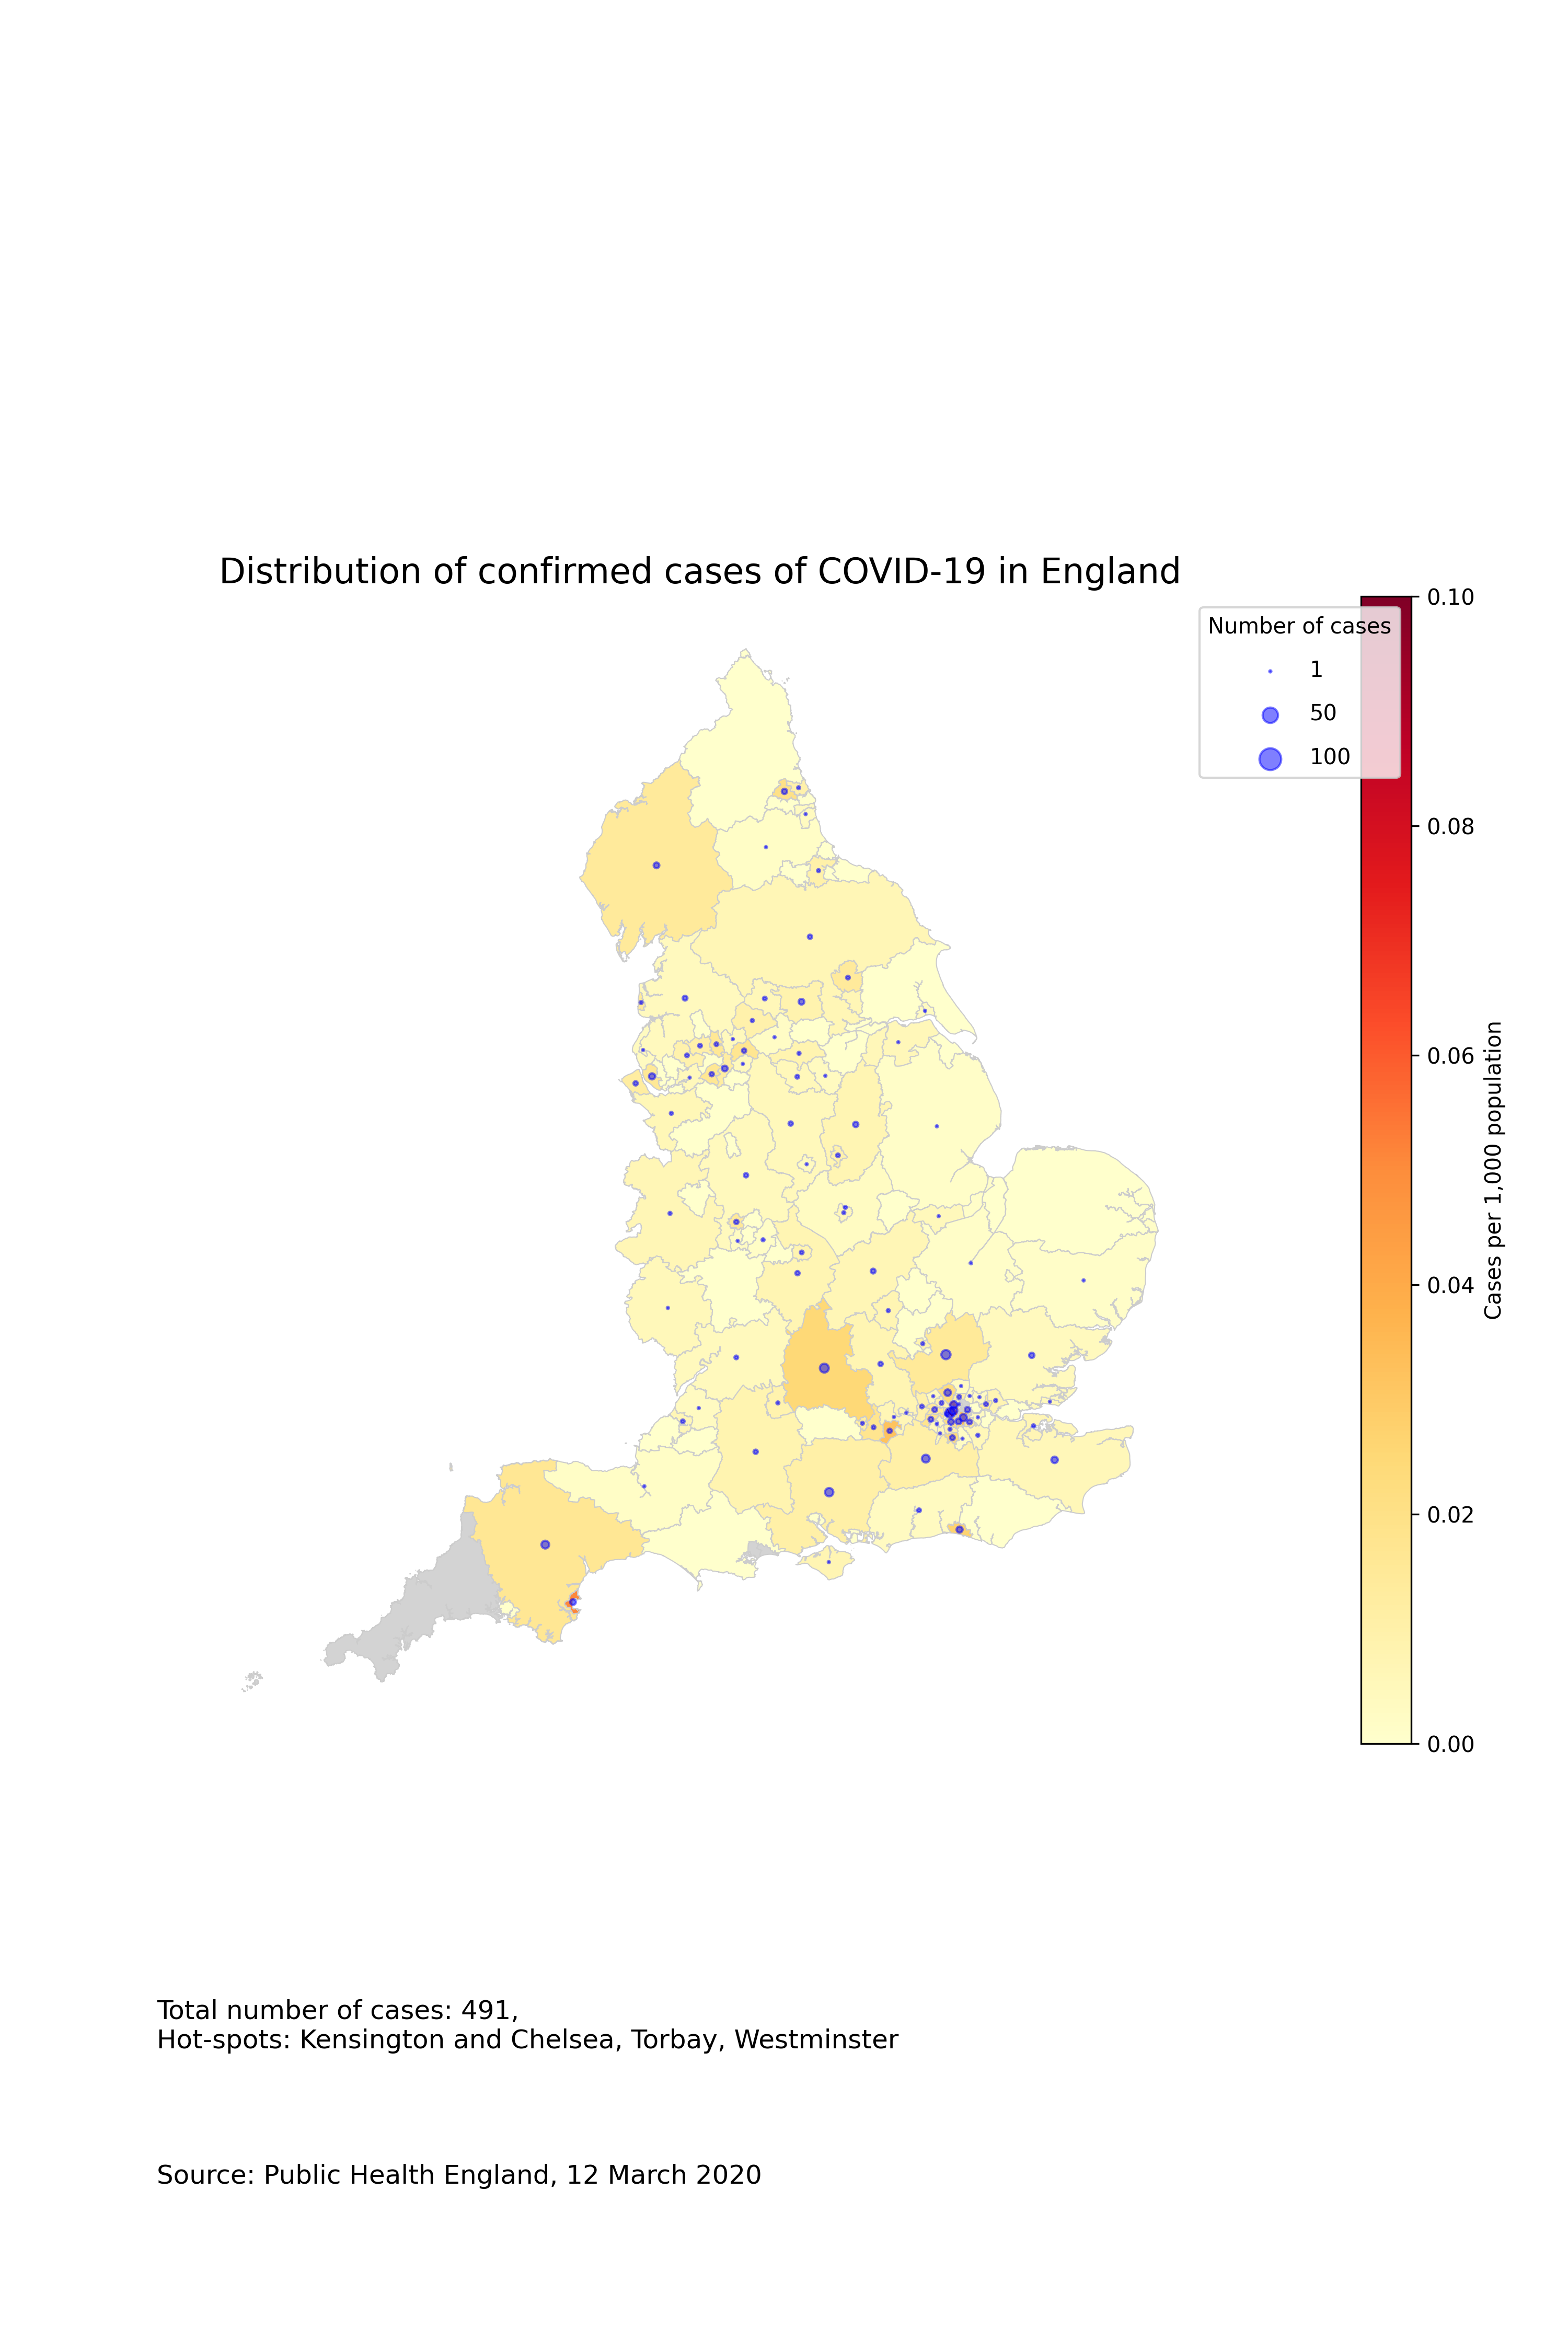 Distribution of confirmed cases of COVID-19 in England
Number of cases
1
50
100
0.10
0.08
0.06
0.04
0.02
0.00
Cases per 1,000 population
Total number of cases: 491,
Hot-spots: Kensington and Chelsea, Torbay, Westminster
Source: Public Health England, 12 March 2020